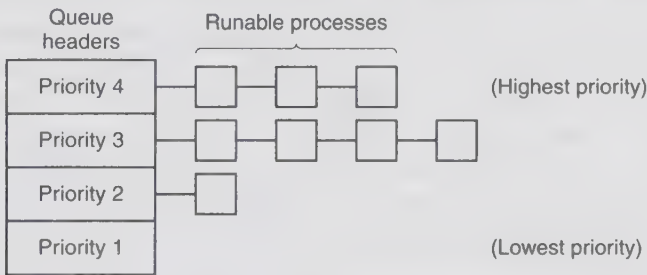 Queue
headers
Runable processes
Priority 4
(Highest priority)
Priority 3
Priority 2
Priority 1
(Lowest priority)